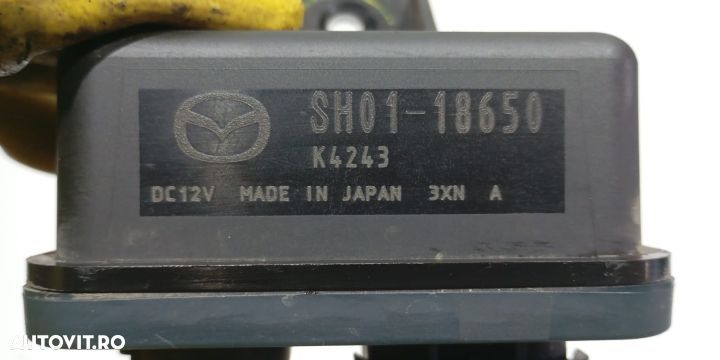 SH01-18650
K4243
DC12V MADE IN JAPAN 3XN A
AUTOVIT.RO